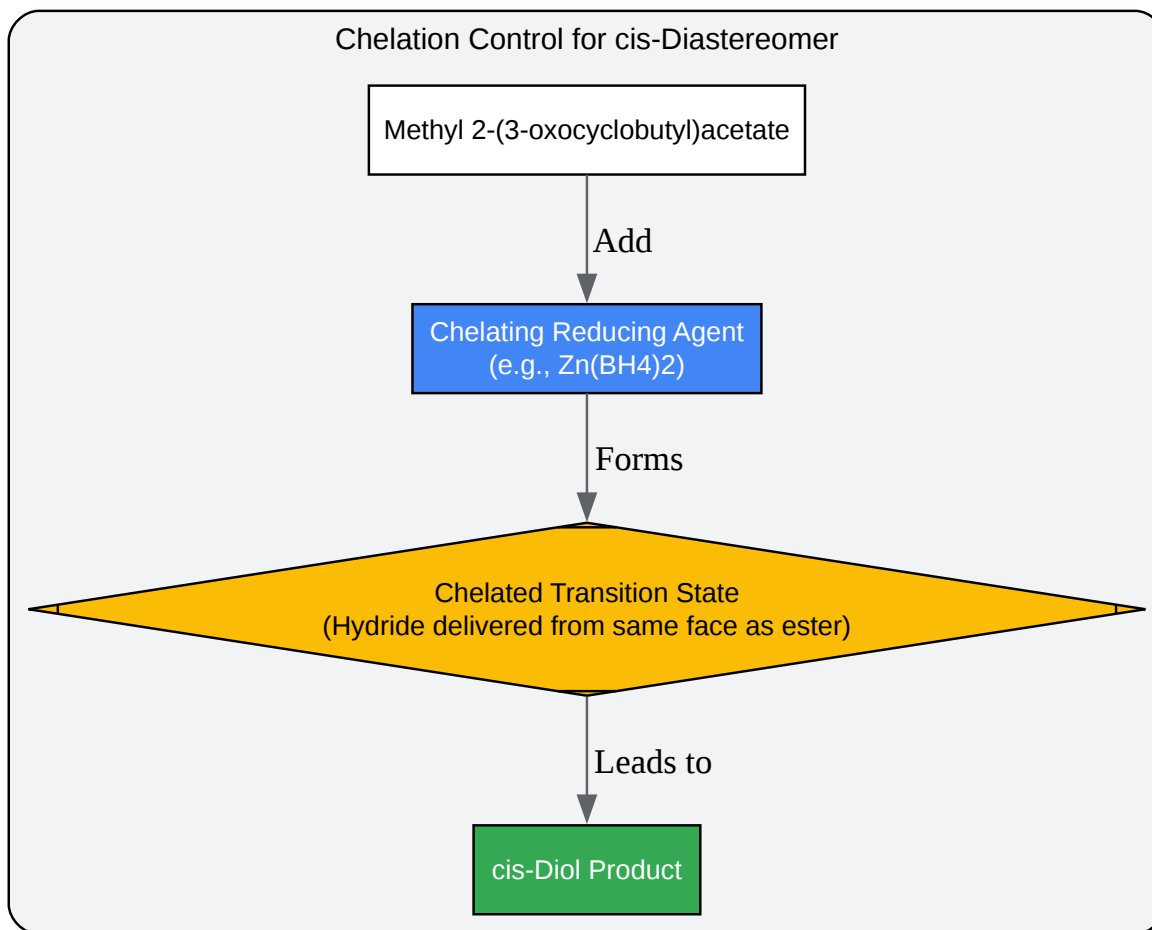 Chelation Control for cis-Diastereomer
Methyl 2-(3-oxocyclobutyl)acetate
Add
Chelating Reducing Agent
(e.g., Zn(BH4)2)
Forms
Chelated Transition State
(Hydride delivered from same face as ester)
Leads to
cis-Diol Product